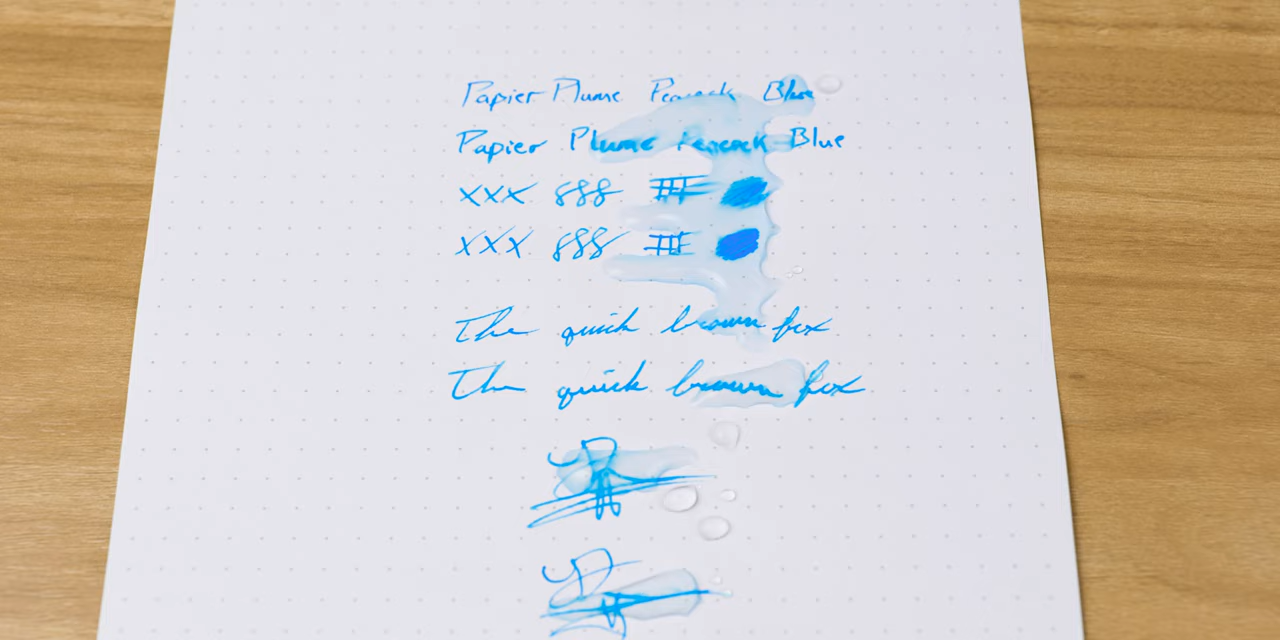 Papier Plume Peacock Blue
Papier Plume Peacock Blue
xxx 888 ##
xxx 888 ##
The quick brown fox
The quick brown fox